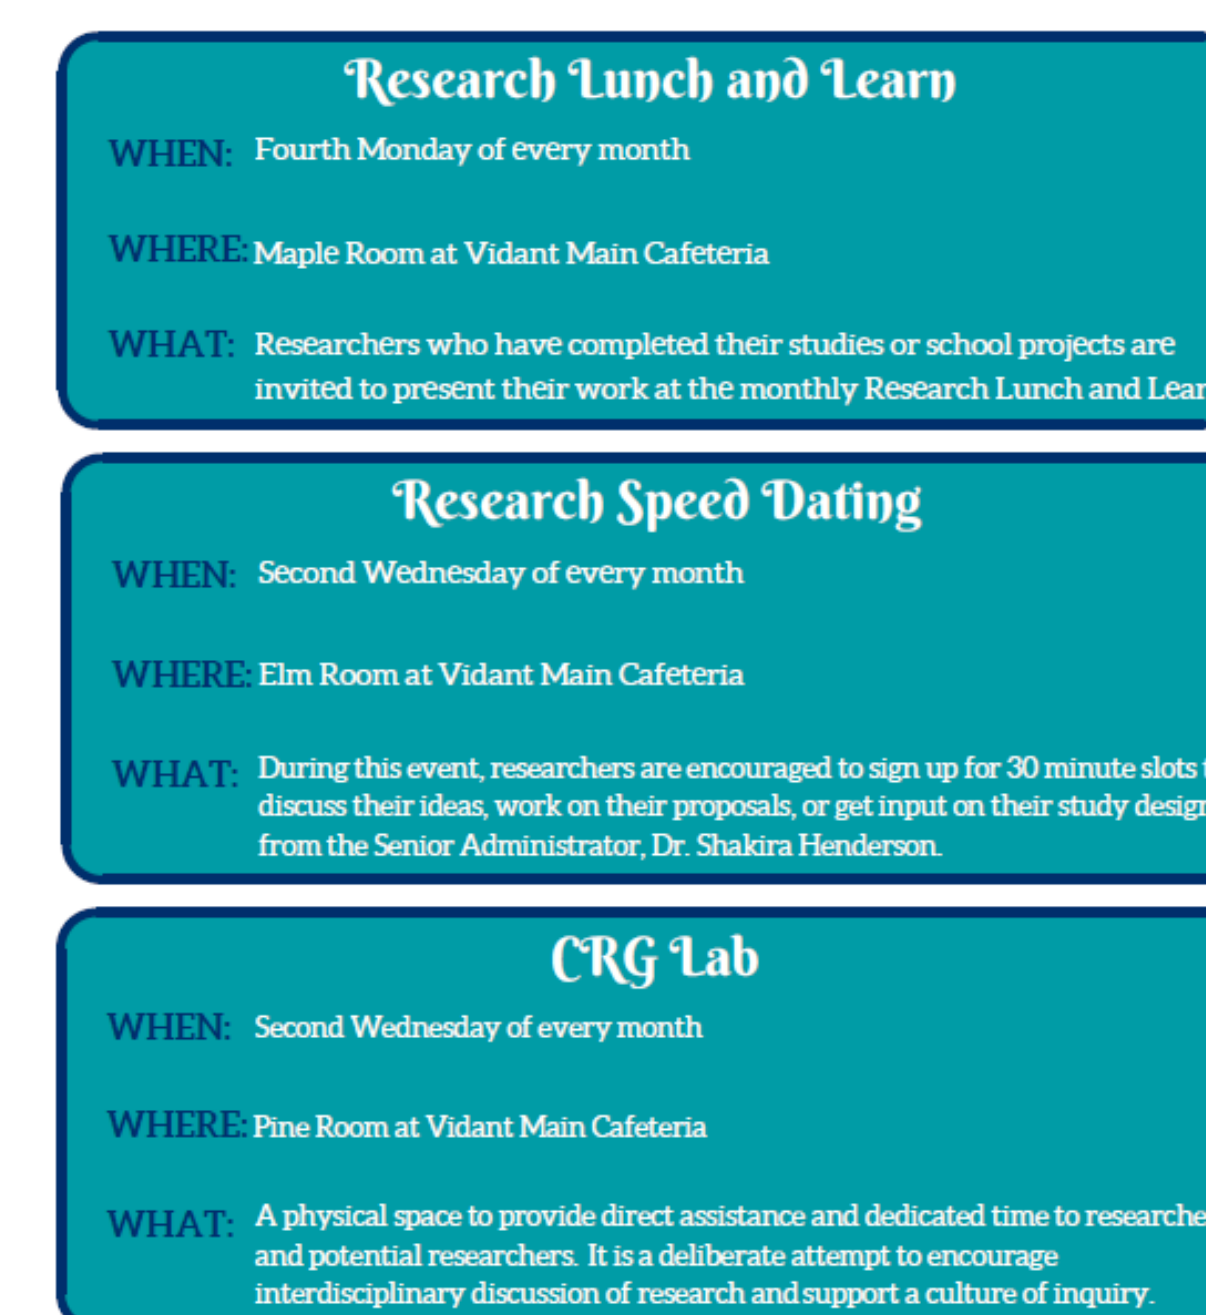 Research Lunch and Learn
WHEN: Fourth Monday of every month
WHERE: Maple Room at Vidant Main Cafeteria
WHAT: Researchers who have completed their studies or school projects are
invited to present their work at the monthly Research Lunch and Lear
Research Speed Dating
WHEN: Second Wednesday of every month
WHERE: Elm Room at Vidant Main Cafeteria
WHAT: During this event, researchers are encouraged to sign up for 30 minute slots t
discuss their ideas, work on their proposals, or get input on their study design
from the Senior Administrator, Dr. Shakira Henderson.
CRG Lab
WHEN: Second Wednesday of every month
WHERE: Pine Room at Vidant Main Cafeteria
WHAT: A physical space to provide direct assistance and dedicated time to researche
and potential researchers. It is a deliberate attempt to encourage
interdisciplinary discussion of research and support a culture of inquiry.